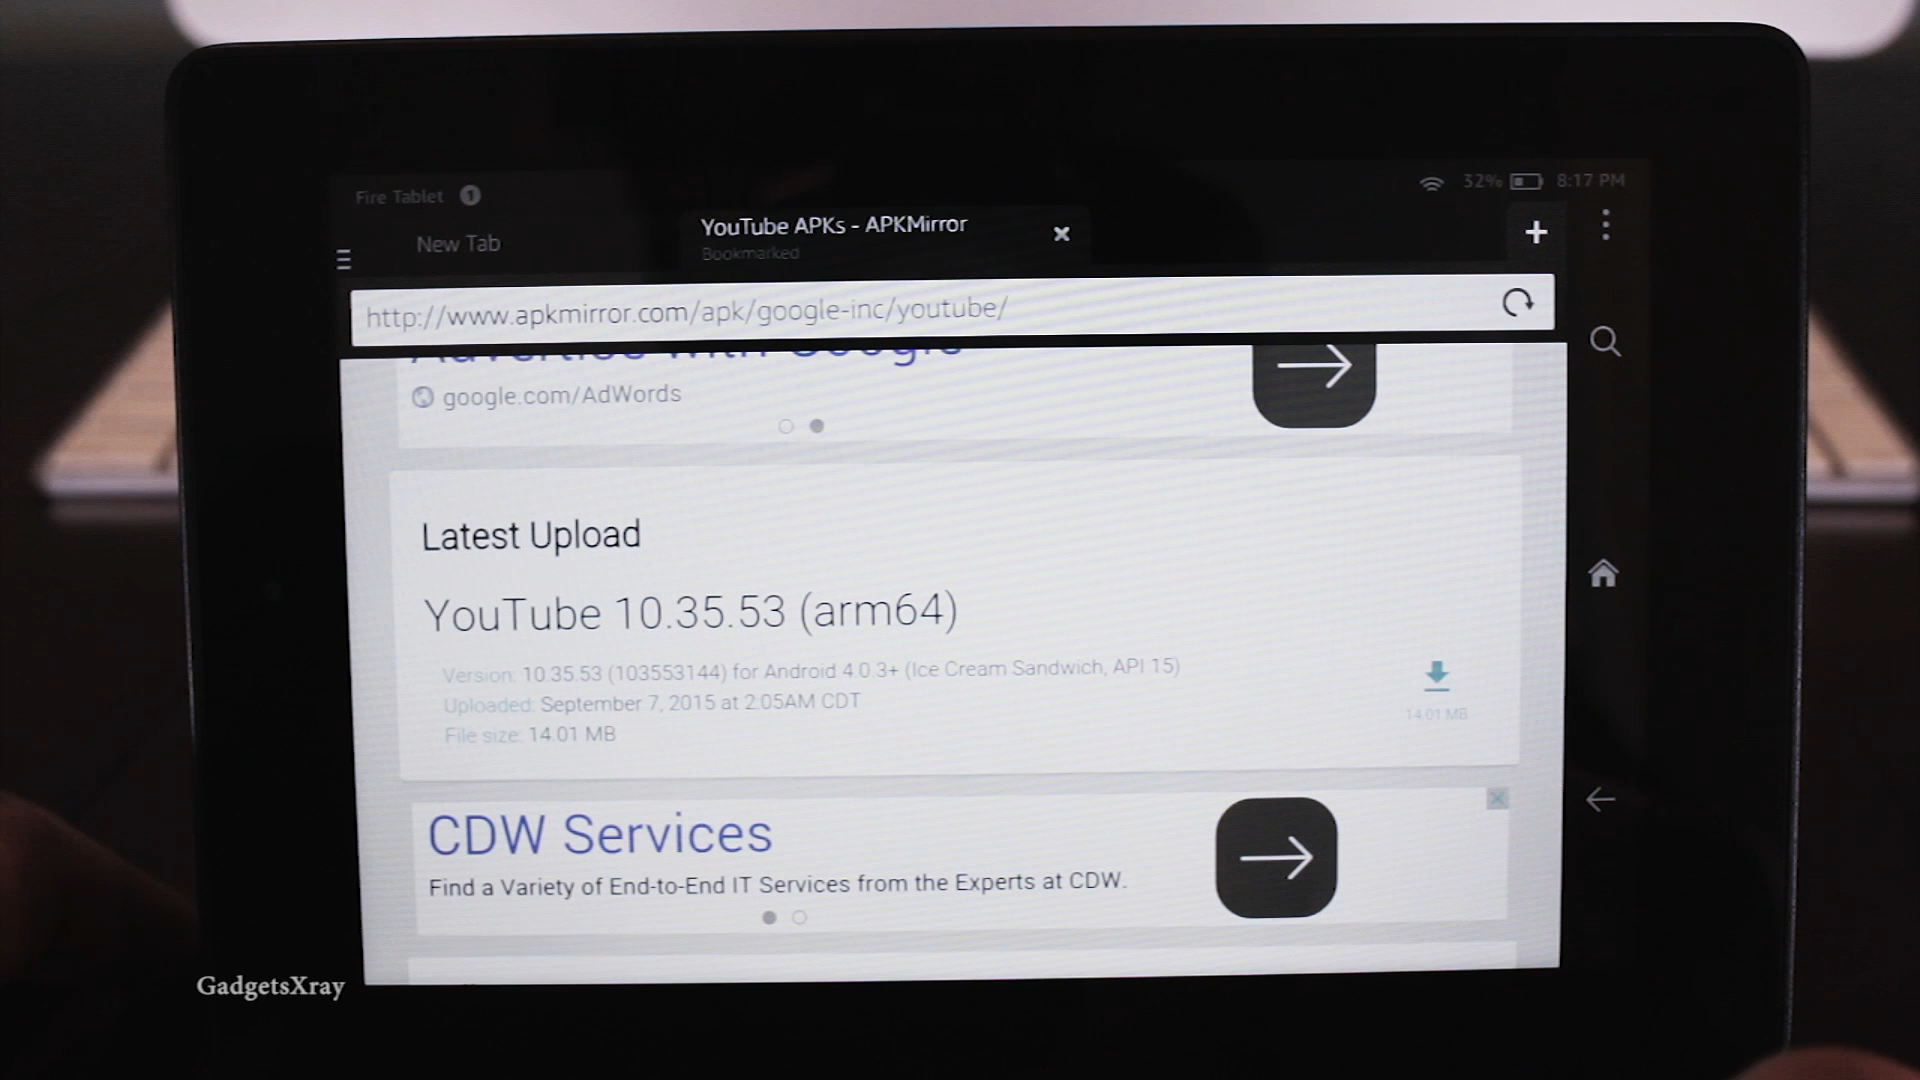 Fire Tablet 1
32% 8:17 PM
New Tab
YouTube APKs - APKMirror
Bookmarked
http://www.apkmirror.com/apk/google-inc/youtube/
Advertise with Google
google.com/AdWords
Latest Upload
YouTube 10.35.53 (arm64)
Version: 10.35.53 (103553144) for Android 4.0.3+ (Ice Cream Sandwich, API 15)
Uploaded: September 7, 2015 at 2:05AM CDT
File size: 14.01 MB
14.01 MB
CDW Services
Find a Variety of End-to-End IT Services from the Experts at CDW.
GadgetsXray